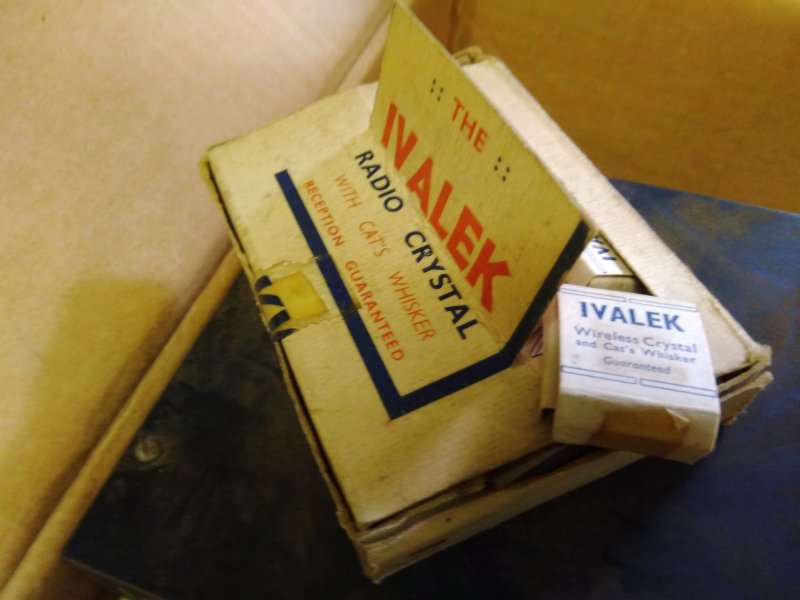 THE
IVALEK
RADIO CRYSTAL
WITH CAT'S WHISKER
RECEPTION GUARANTEED
IVALEK
Wireless Crystal
and Cat's Whisker
Guaranteed